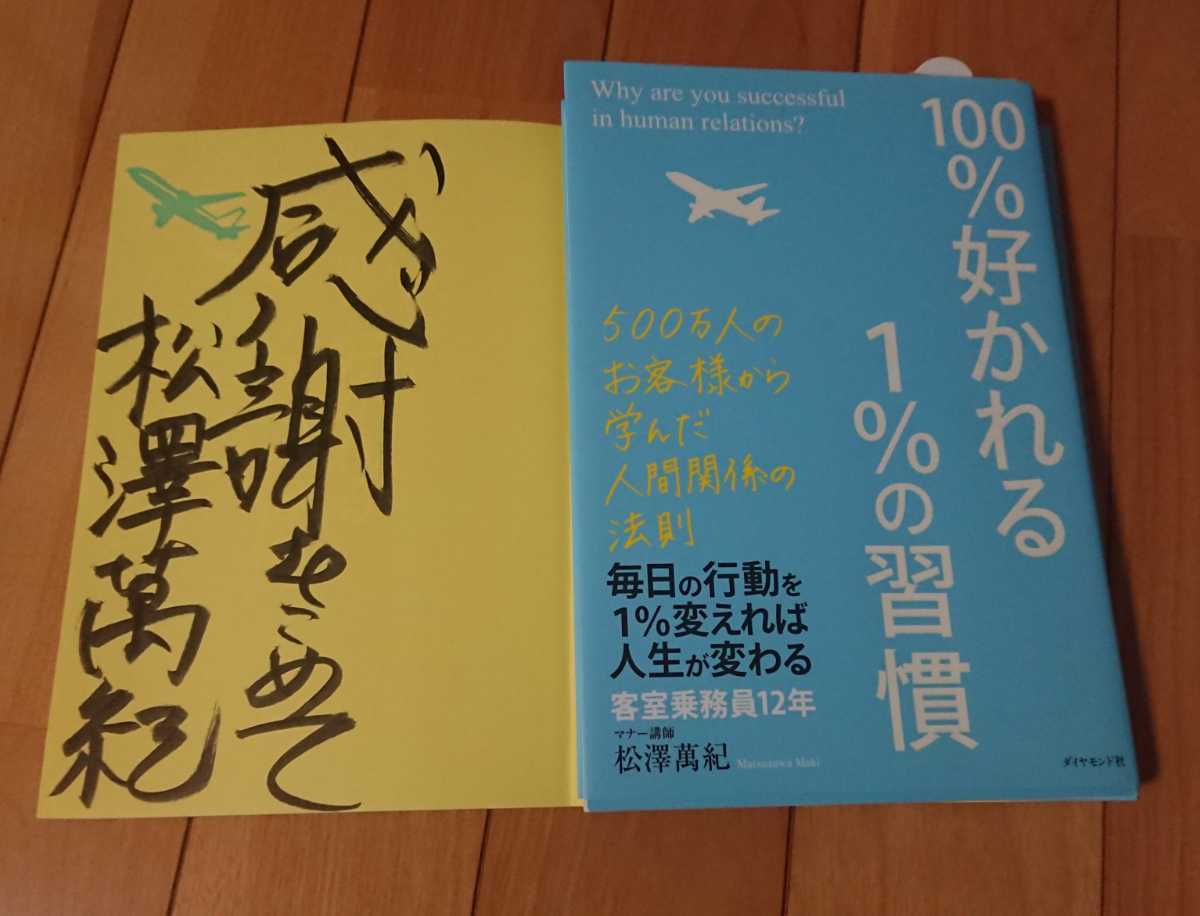 感謝をこめて
松澤萬紀
Why are you successful
in human relations?
100%好かれる
1%の習慣
500万人の
お客様から
学んだ
人間関係の
法則
毎日の行動を
1%変えれば
人生が変わる
客室乗務員12年
マナー講師
松澤萬紀 Matsuzawa Maki
ダイヤモンド社